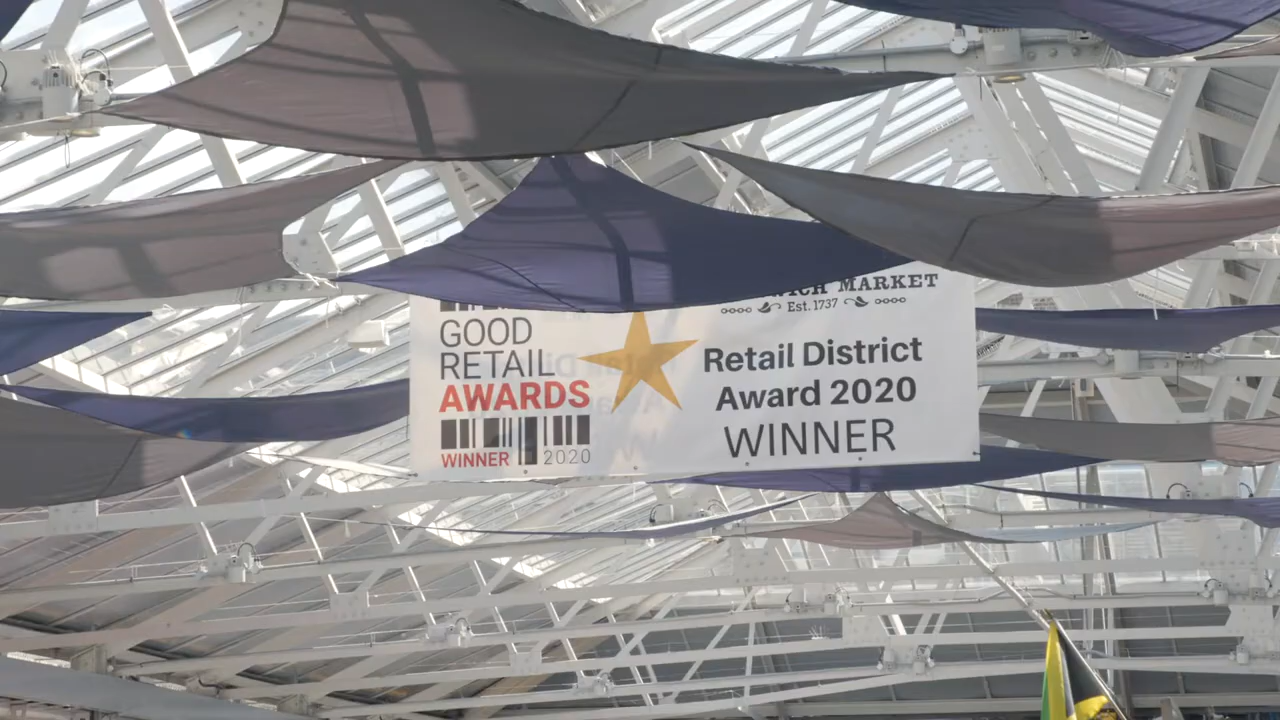 GOOD
RETAIL
AWARDS
WINNER 2020
MARKET
Est. 1737
Retail District
Award 2020
WINNER